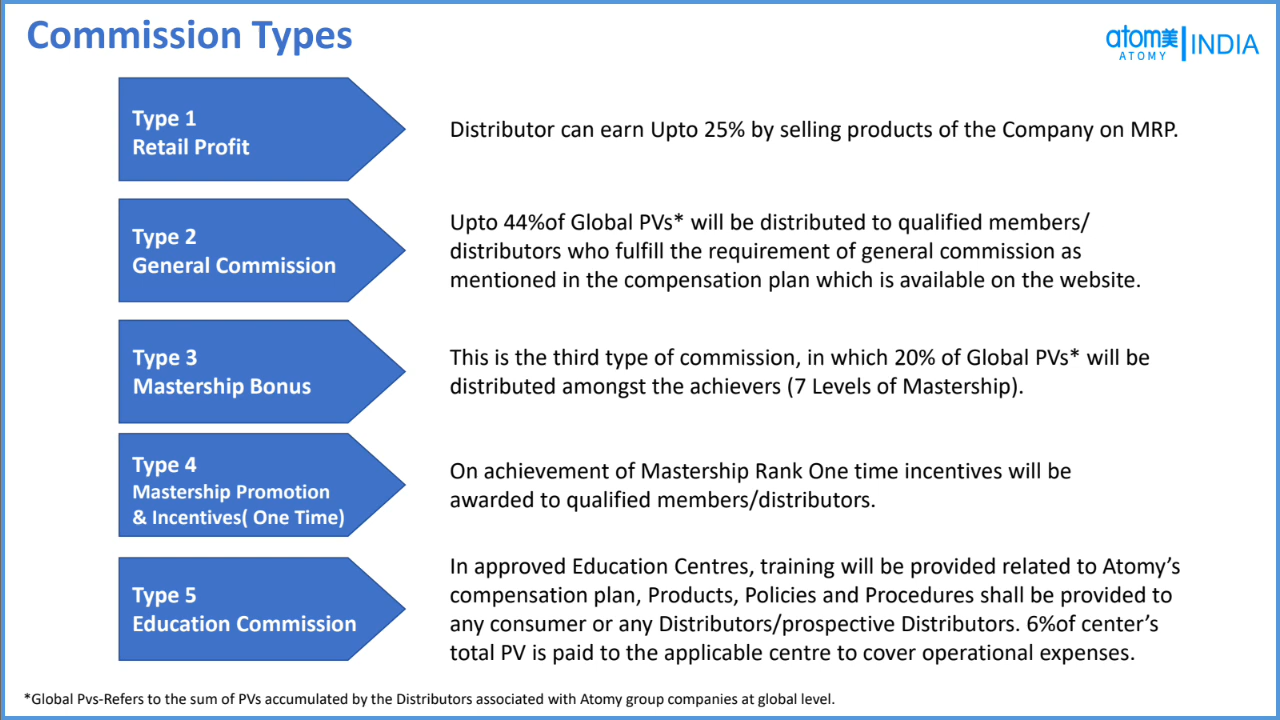 Commission Types
atom美 ATOMY INDIA
Type 1
Retail Profit
Distributor can earn Upto 25% by selling products of the Company on MRP.
Type 2
General Commission
Upto 44%of Global PVs* will be distributed to qualified members/
distributors who fulfill the requirement of general commission as
mentioned in the compensation plan which is available on the website.
Type 3
Mastership Bonus
This is the third type of commission, in which 20% of Global PVs* will be
distributed amongst the achievers (7 Levels of Mastership).
Type 4
Mastership Promotion
& Incentives( One Time)
On achievement of Mastership Rank One time incentives will be
awarded to qualified members/distributors.
Type 5
Education Commission
In approved Education Centres, training will be provided related to Atomy’s
compensation plan, Products, Policies and Procedures shall be provided to
any consumer or any Distributors/prospective Distributors. 6%of center’s
total PV is paid to the applicable centre to cover operational expenses.
*Global Pvs-Refers to the sum of PVs accumulated by the Distributors associated with Atomy group companies at global level.